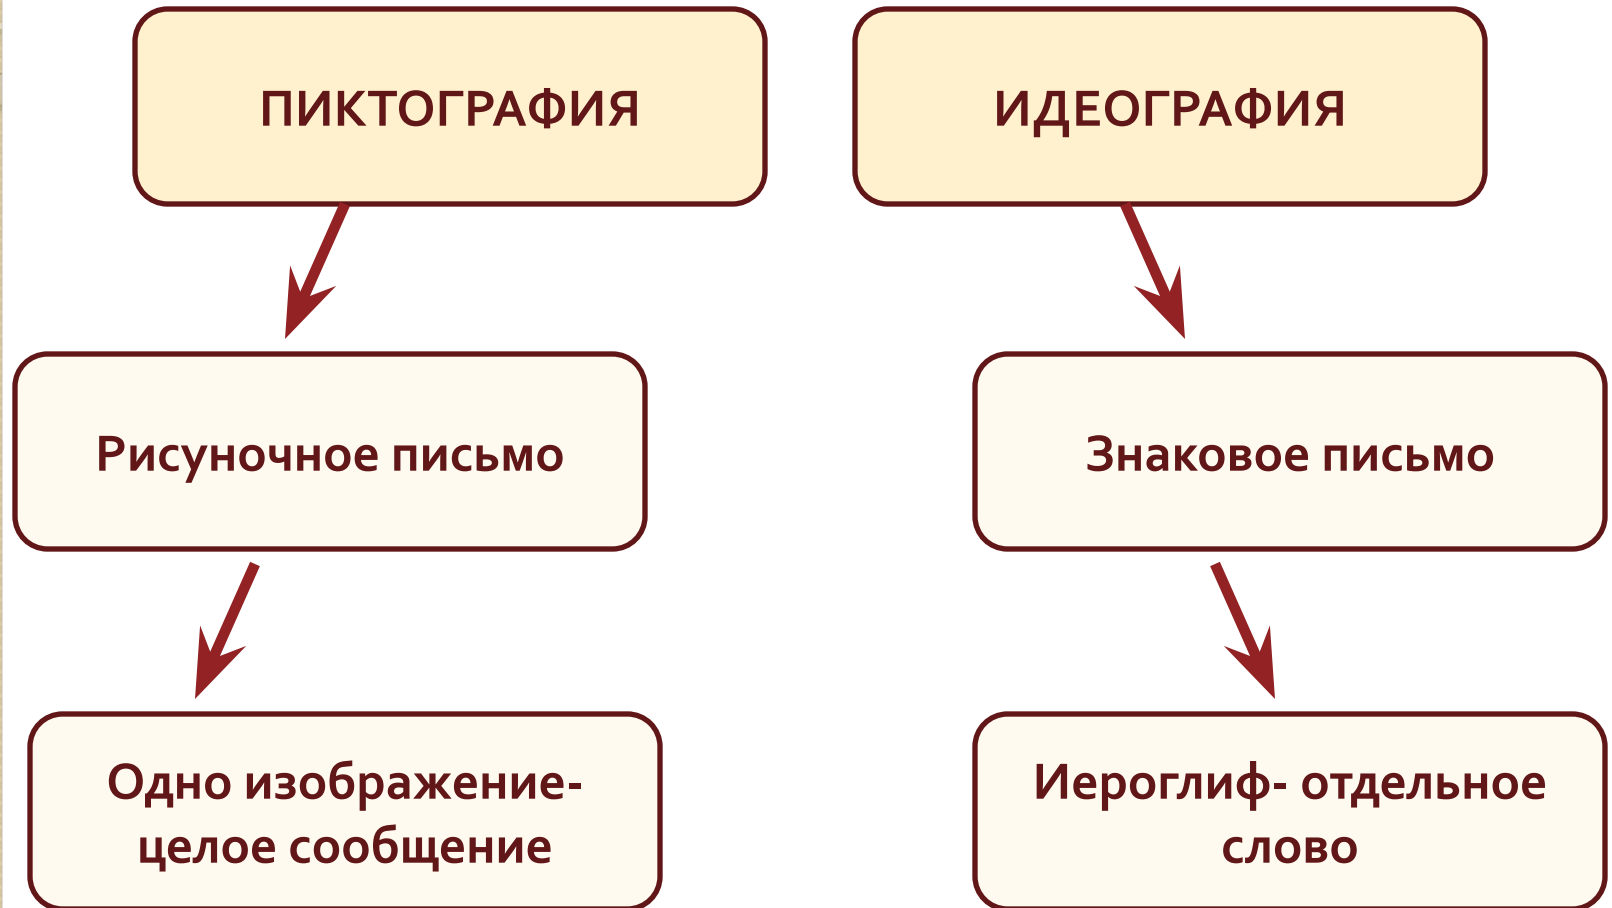 ПИКТОГРАФИЯ
ИДЕОГРАФИЯ
Рисуночное письмо
Знаковое письмо
Одно изображение-
целое сообщение
Иероглиф- отдельное
слово